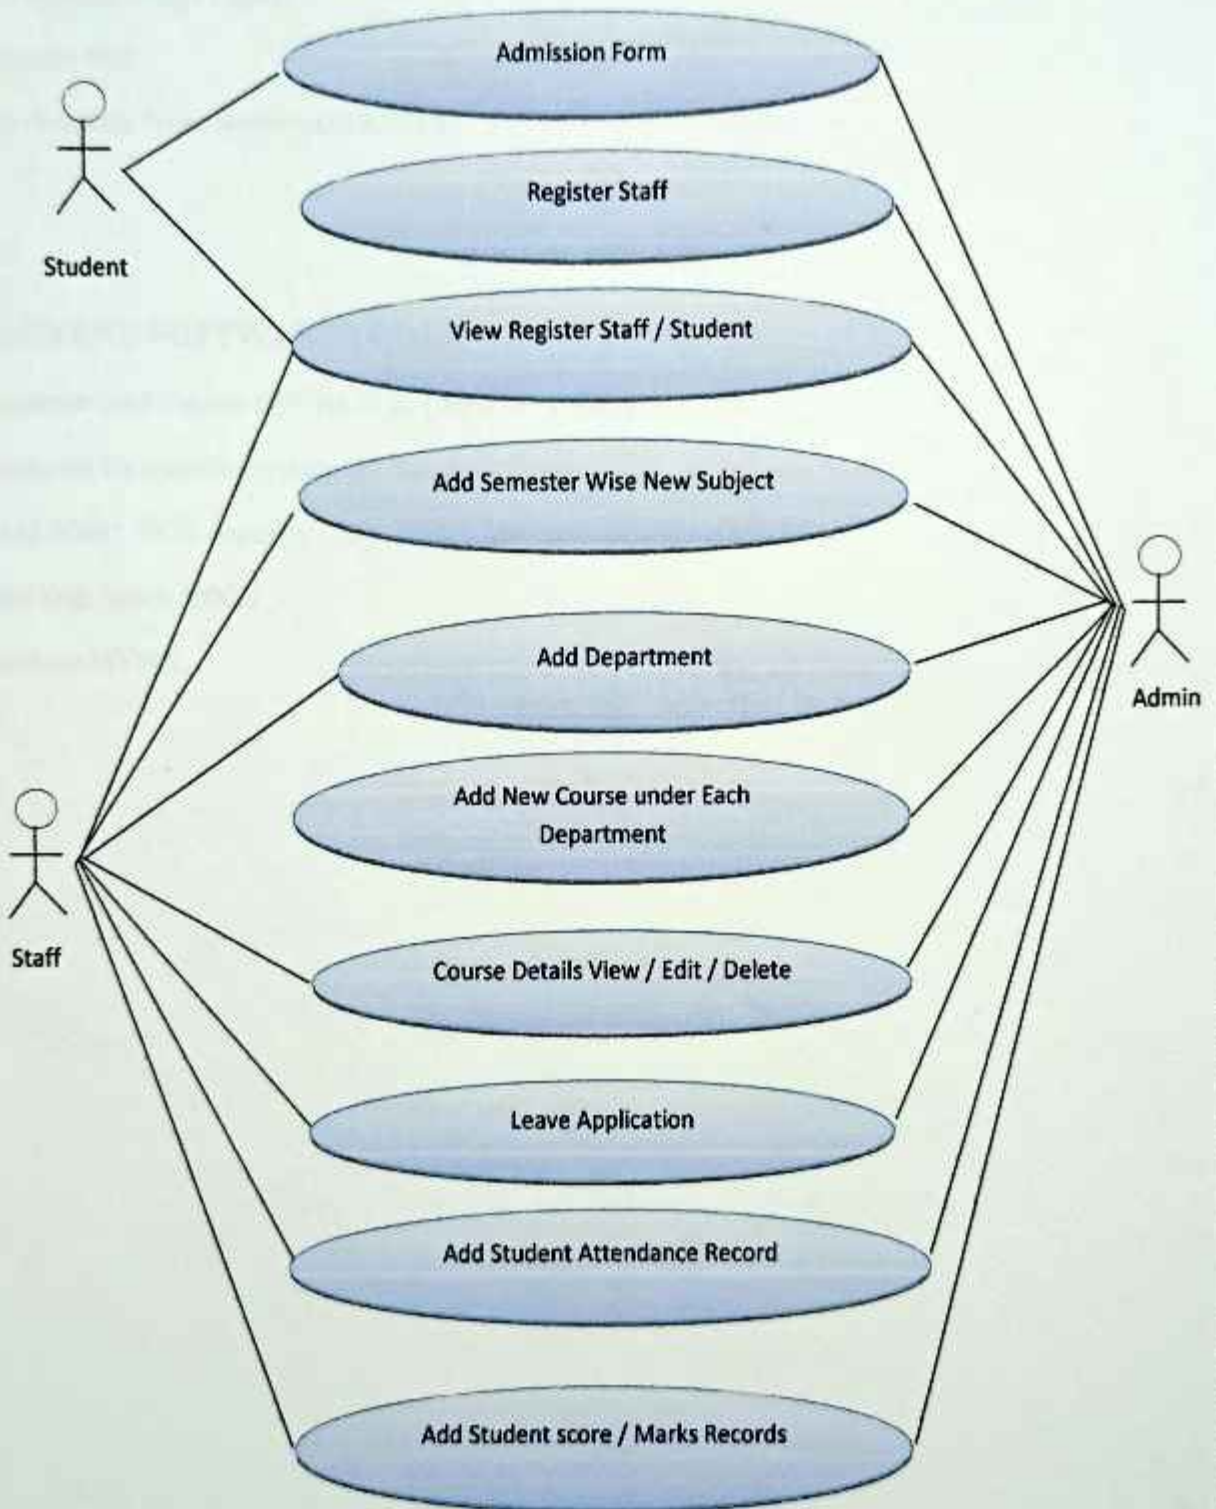 Admission Form
Register Staff
Student
View Register Staff / Student
Add Semester Wise New Subject
Add Department
Admin
Add New Course under Each
Department
Staff
Course Details View / Edit / Delete
Leave Application
Add Student Attendance Record
Add Student score / Marks Records